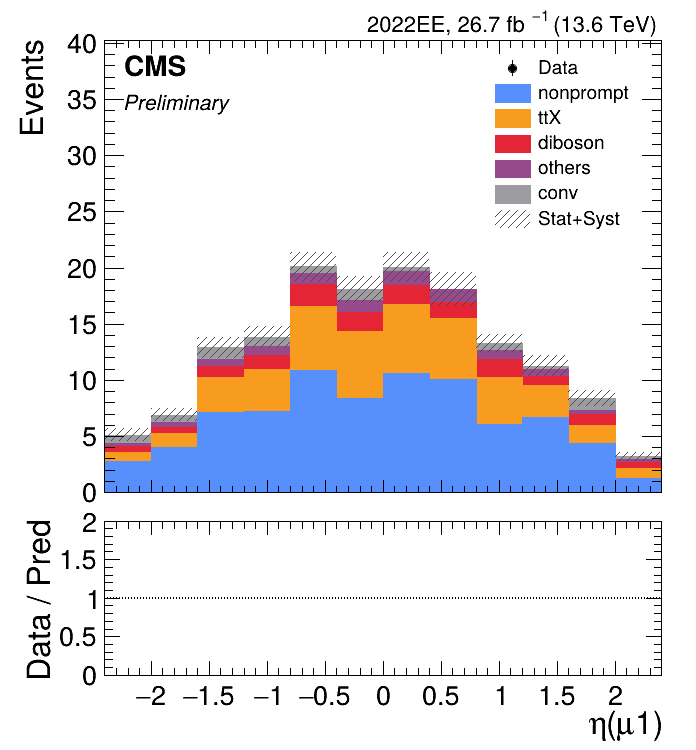 2022EE, 26.7 fb⁻¹ (13.6 TeV)
CMS
Preliminary
Events
40
35
30
25
20
15
10
5
0
Data
nonprompt
ttX
diboson
others
conv
Stat+Syst
Data / Pred
2
1.5
1
0.5
0
−2 −1.5 −1 −0.5 0 0.5 1 1.5 2
η(μ1)